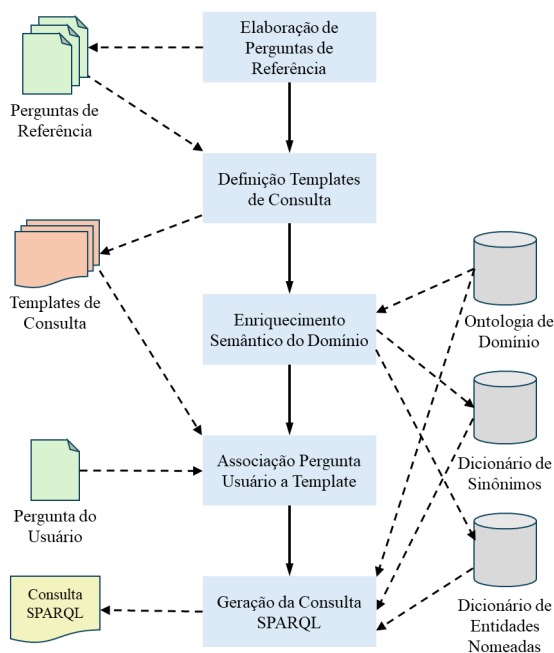 Elaboração de
Perguntas de
Referência
Perguntas de
Referência
Definição Templates
de Consulta
Templates de
Consulta
Enriquecimento
Semântico do Domínio
Ontologia de
Domínio
Associação Pergunta
Usuário a Template
Dicionário de
Sinônimos
Pergunta do
Usuário
Consulta
SPARQL
Geração da Consulta
SPARQL
Dicionário de
Entidades
Nomeadas